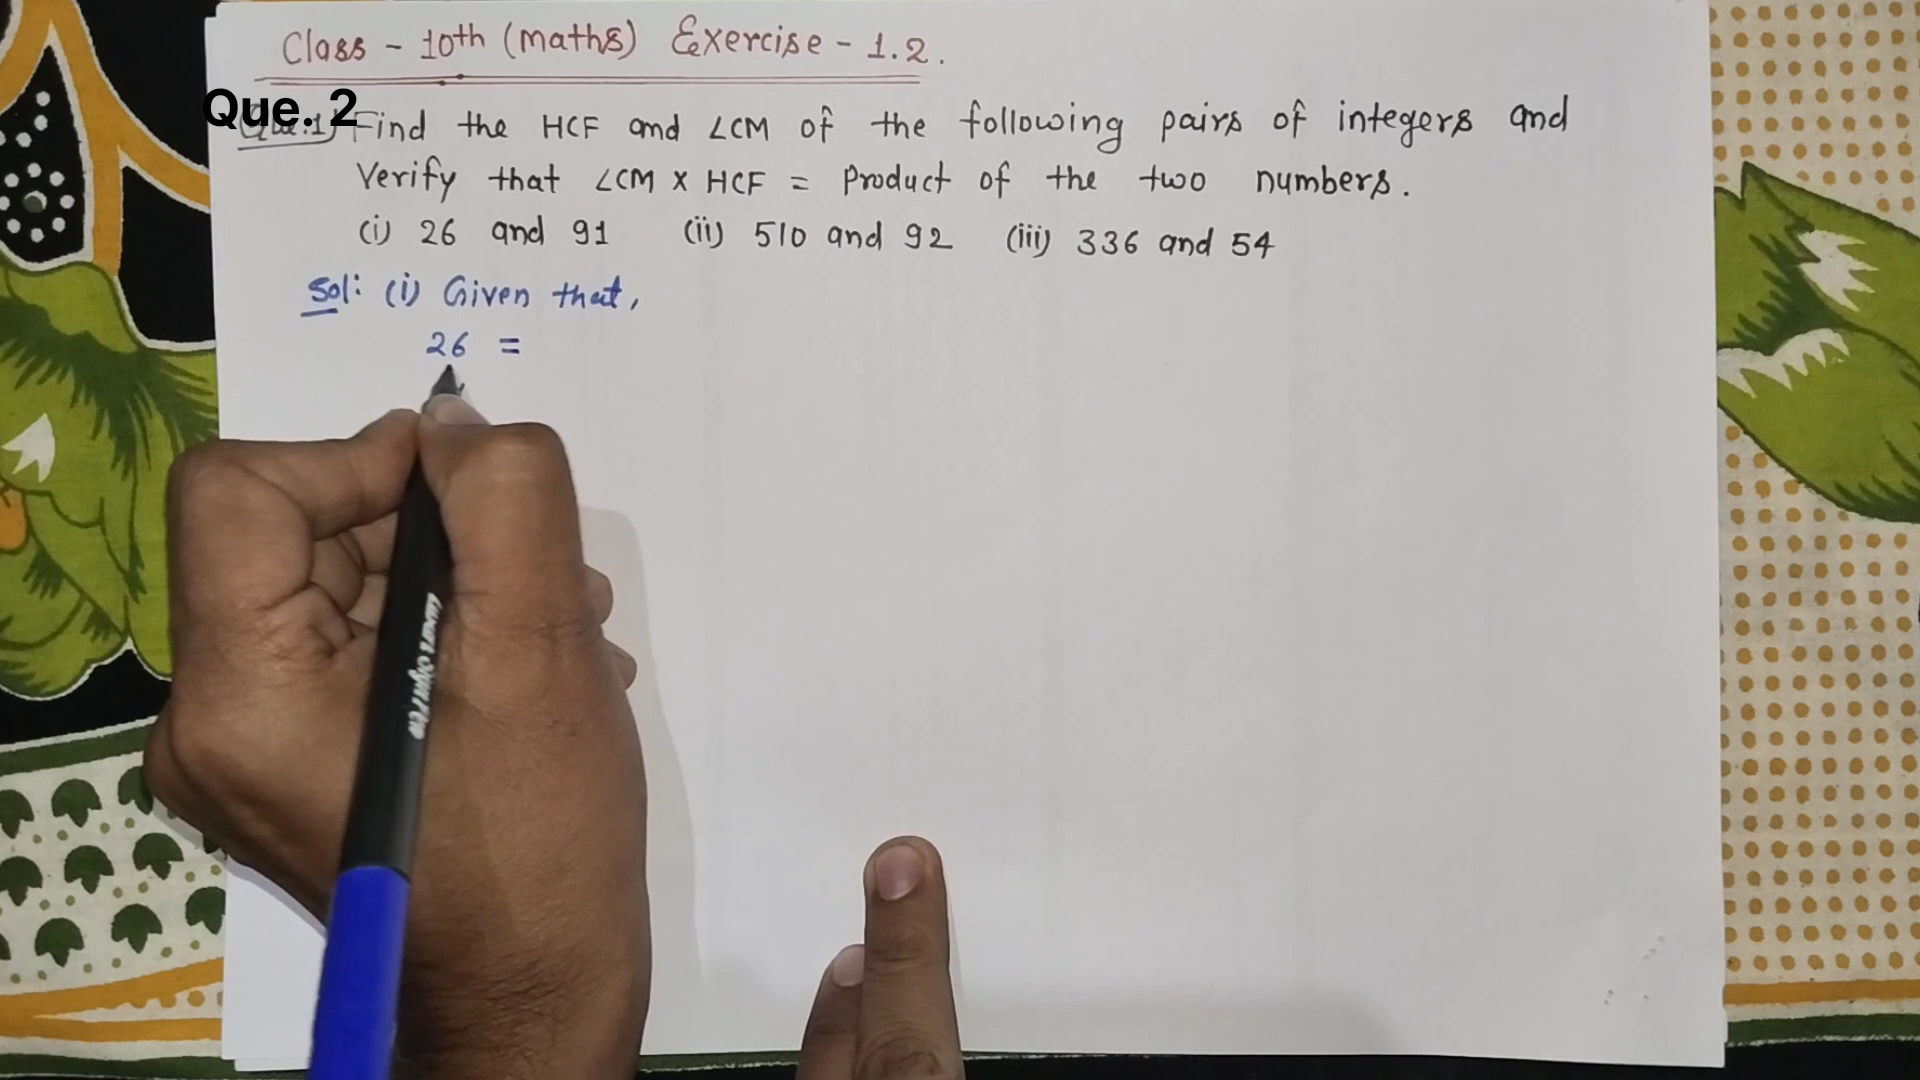 Class - 10th (maths) Exercise - 1.2.
Que. 2
Find the HCF and LCM of the following pairs of integers and
Verify that LCM x HCF = Product of the two numbers.
(i) 26 and 91 (ii) 510 and 92 (iii) 336 and 54
Sol: (i) Given that,
26 =